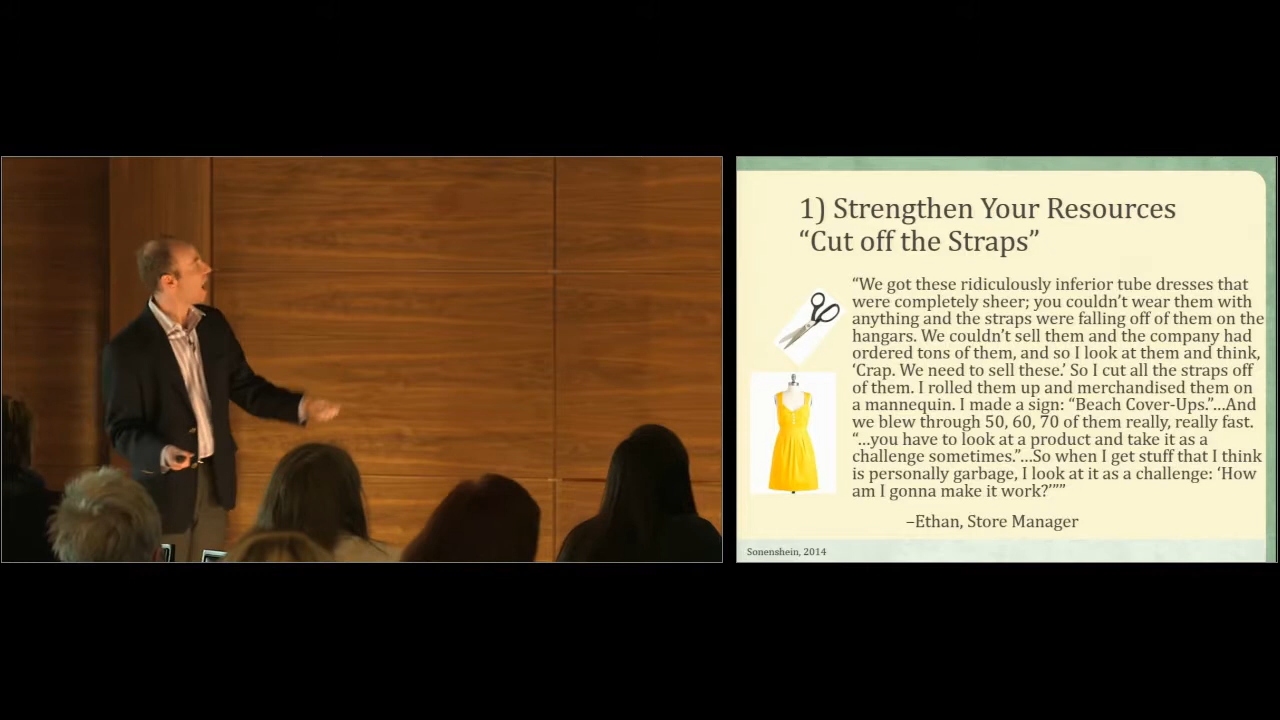 1) Strengthen Your Resources
“Cut off the Straps”
“We got these ridiculously inferior tube dresses that
were completely sheer; you couldn’t wear them with
anything and the straps were falling off of them on the
hangars. We couldn’t sell them and the company had
ordered tons of them, and so I look at them and think,
‘Crap. We need to sell these.’ So I cut all the straps off
of them. I rolled them up and merchandised them on
a mannequin. I made a sign: “Beach Cover-Ups.”…And
we blew through 50, 60, 70 of them really, really fast.
“…you have to look at a product and take it as a
challenge sometimes.”…So when I get stuff that I think
is personally garbage, I look at it as a challenge: ‘How
am I gonna make it work?’””
–Ethan, Store Manager
Sonenshein, 2014